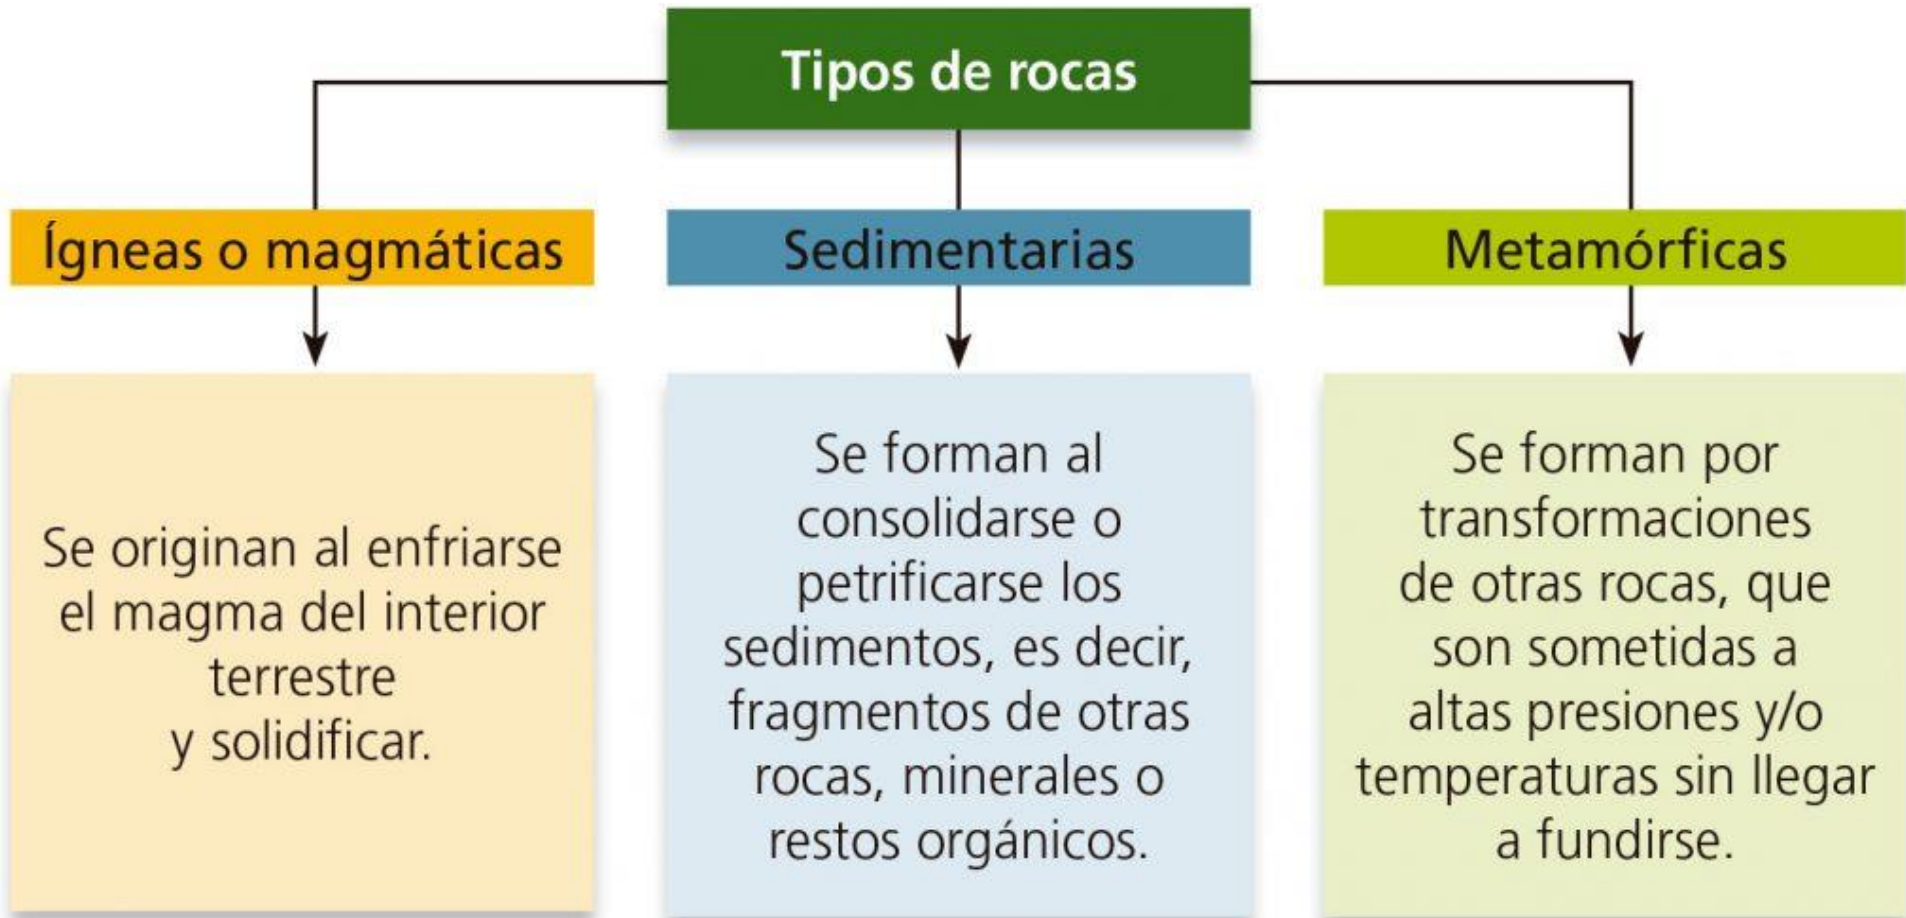 Tipos de rocas
Ígneas o magmáticas
Se originan al enfriarse
el magma del interior
terrestre
y solidificar.
Sedimentarias
Se forman al
consolidarse o
petrificarse los
sedimentos, es decir,
fragmentos de otras
rocas, minerales o
restos orgánicos.
Metamórficas
Se forman por
transformaciones
de otras rocas, que
son sometidas a
altas presiones y/o
temperaturas sin llegar
a fundirse.